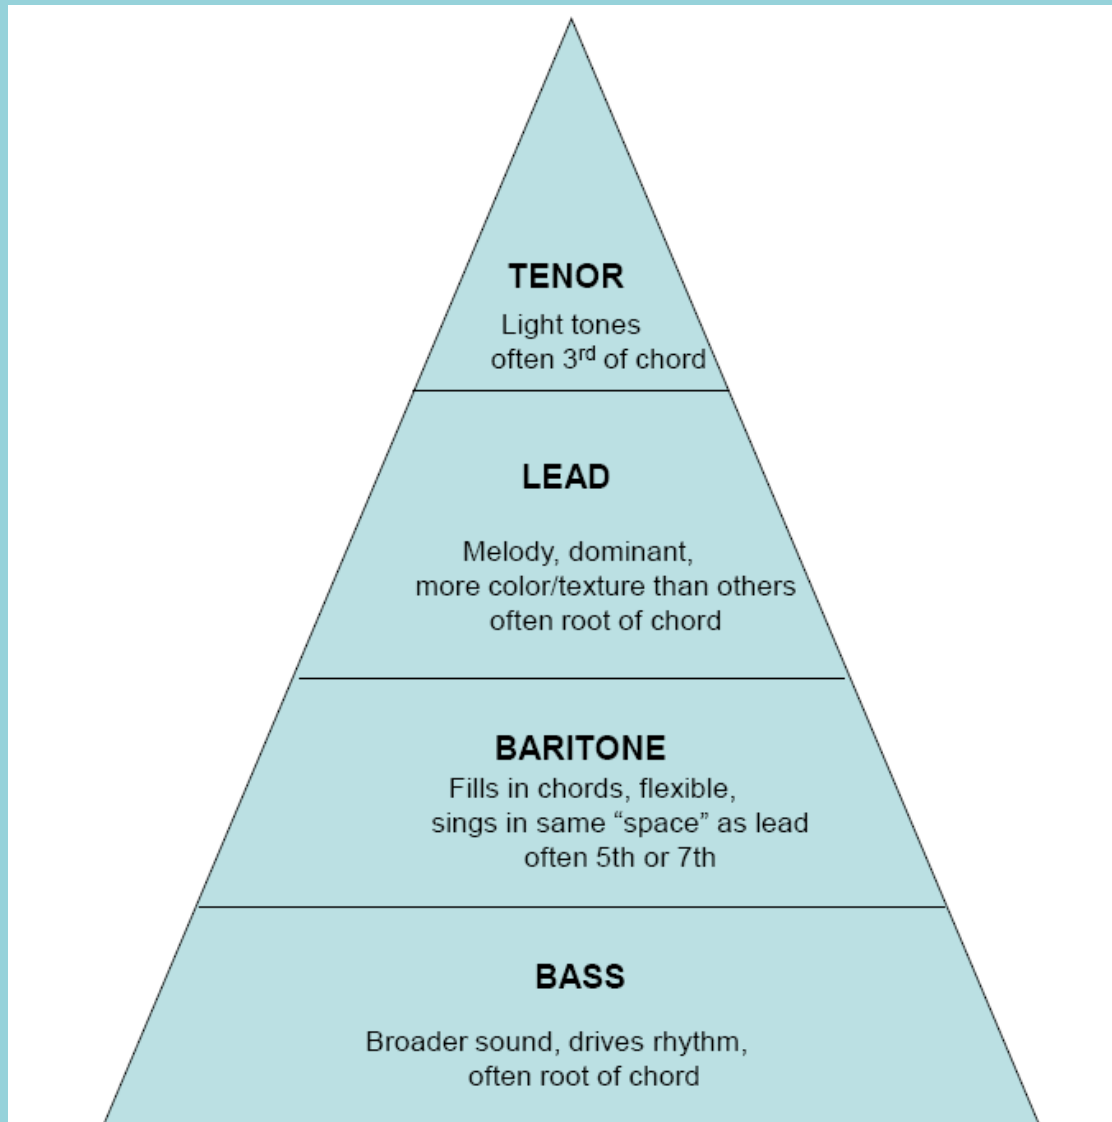 TENOR
Light tones
often 3rd of chord
LEAD
Melody, dominant,
more color/texture than others
often root of chord
BARITONE
Fills in chords, flexible,
sings in same “space” as lead
often 5th or 7th
BASS
Broader sound, drives rhythm,
often root of chord